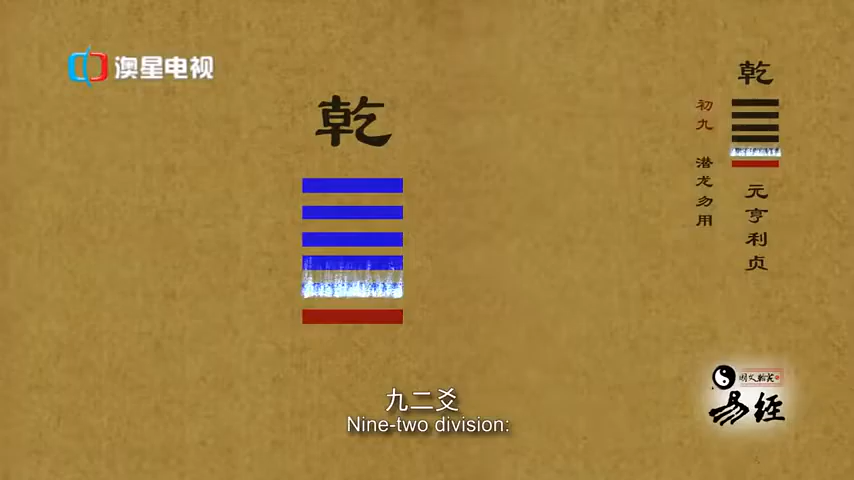 澳星电视
乾
乾
初九 潜龙勿用
元亨利贞
易经
九二爻
Nine-two division: